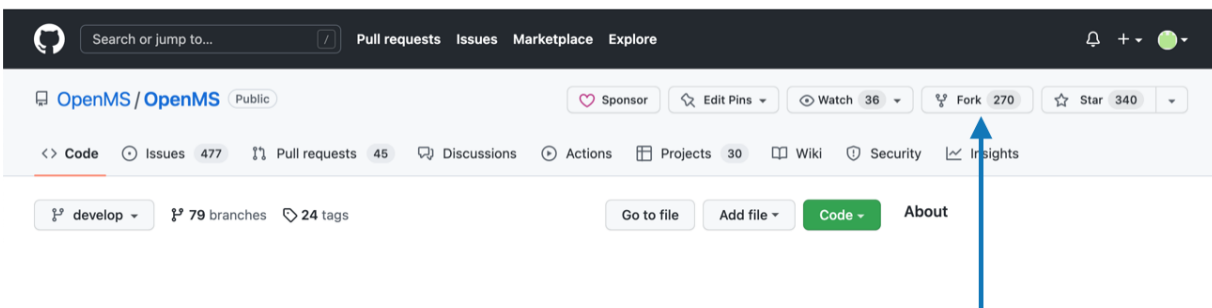 Search or jump to... / Pull requests Issues Marketplace Explore
OpenMS / OpenMS Public Sponsor Edit Pins Watch 36 Fork 270 Star 340
<> Code Issues 477 Pull requests 45 Discussions Actions Projects 30 Wiki Security Insights
develop 79 branches 24 tags Go to file Add file Code About